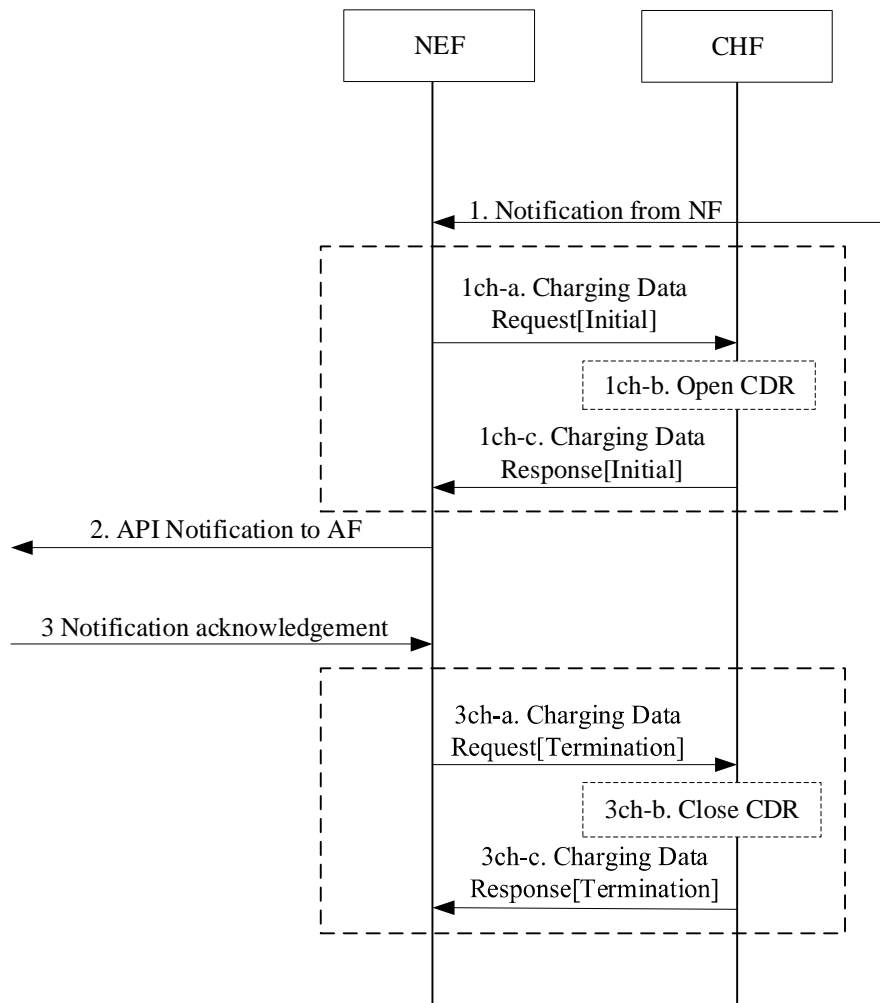 NEF
CHF
1. Notification from NF
1ch-a. Charging Data
Request[Initial]
1ch-b. Open CDR
1ch-c. Charging Data
Response[Initial]
2. API Notification to AF
3 Notification acknowledgement
3ch-a. Charging Data
Request[Termination]
3ch-b. Close CDR
3ch-c. Charging Data
Response[Termination]